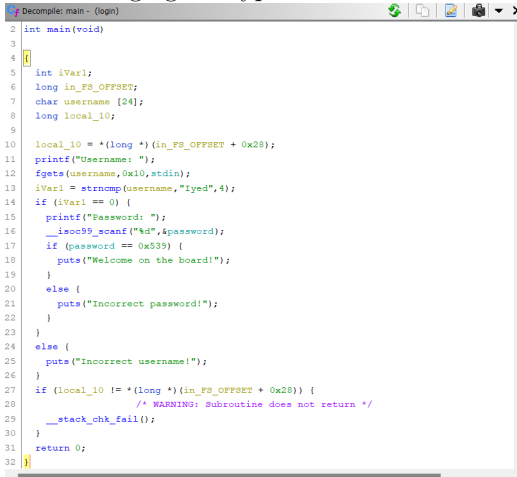 Decompile: main - (login)
2 int main(void)
3
4 {
5 int iVar1;
6 long in_FS_OFFSET;
7 char username [24];
8 long local_10;
9
10 local_10 = *(long *)(in_FS_OFFSET + 0x28);
11 printf("Username: ");
12 fgets(username,0x10,stdin);
13 iVar1 = strncmp(username,"Iyed",4);
14 if (iVar1 == 0) {
15 printf("Password: ");
16 __isoc99_scanf("%d",&password);
17 if (password == 0x539) {
18 puts("Welcome on the board!");
19 }
20 else {
21 puts("Incorrect password!");
22 }
23 }
24 else {
25 puts("Incorrect username!");
26 }
27 if (local_10 != *(long *)(in_FS_OFFSET + 0x28)) {
28 /* WARNING: Subroutine does not return */
29 __stack_chk_fail();
30 }
31 return 0;
32 }